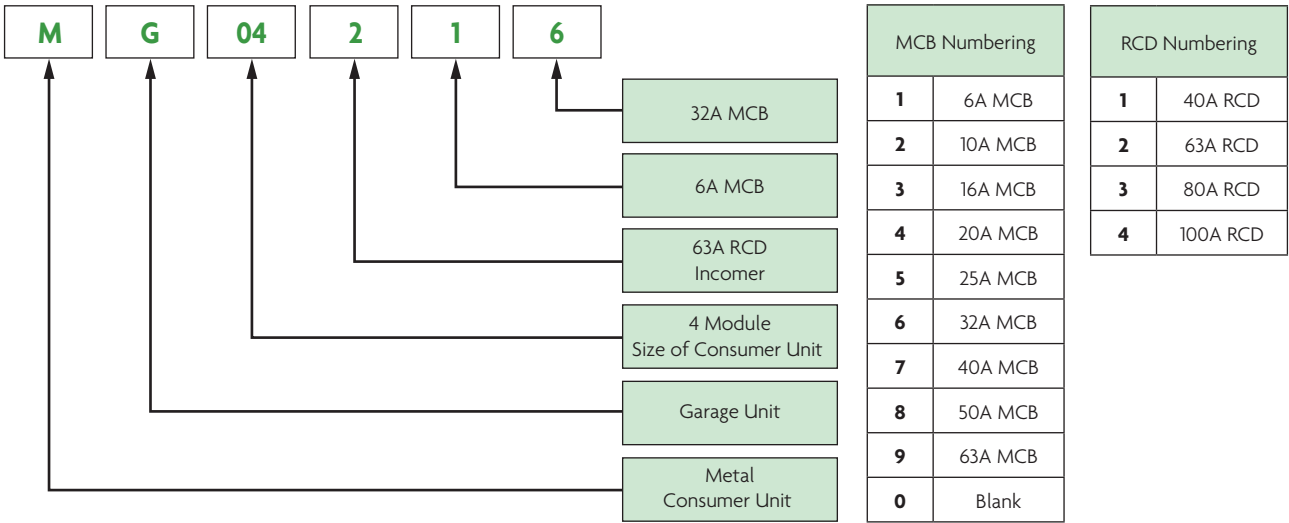 M G 04 2 1 6
32A MCB
6A MCB
63A RCD
Incomer
4 Module
Size of Consumer Unit
Garage Unit
Metal
Consumer Unit
MCB Numbering
1 6A MCB
2 10A MCB
3 16A MCB
4 20A MCB
5 25A MCB
6 32A MCB
7 40A MCB
8 50A MCB
9 63A MCB
0 Blank
RCD Numbering
1 40A RCD
2 63A RCD
3 80A RCD
4 100A RCD